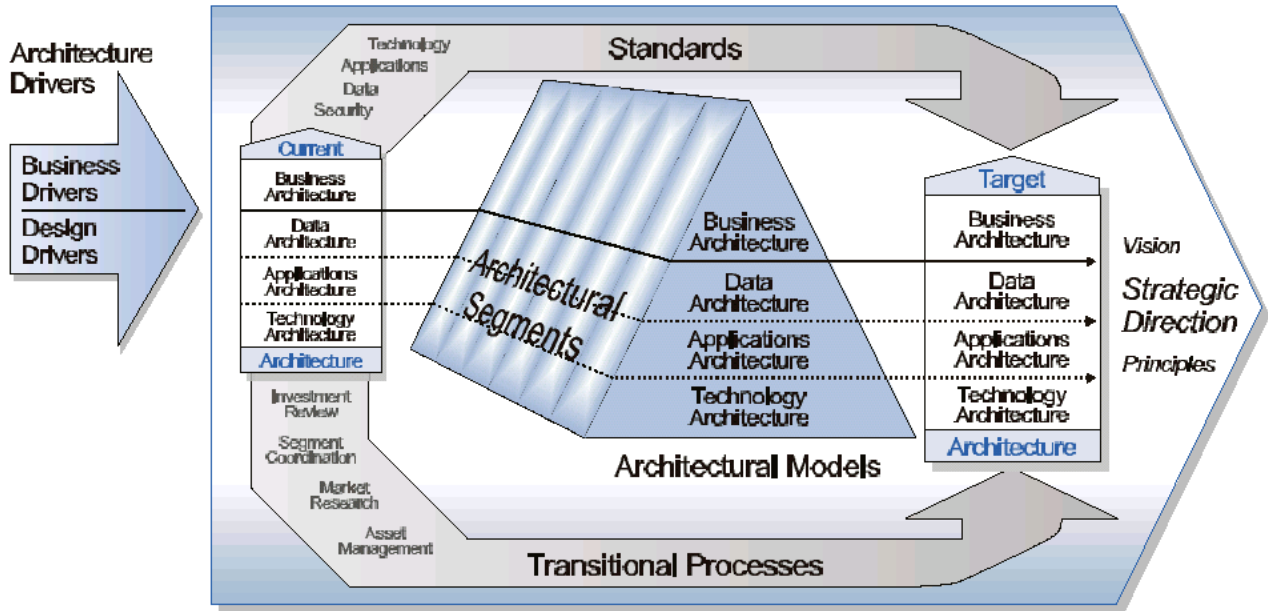 Architecture
Drivers
Business
Drivers
Design
Drivers
Technology
Applications
Data
Security
Standards
Current
Business
Architecture
Data
Architecture
Applications
Architecture
Technology
Architecture
Architecture
Investment
Review
Segment
Coordination
Market
Research
Asset
Management
Transitional Processes
Architectural
Segments
Business
Architecture
Data
Architecture
Applications
Architecture
Technology
Architecture
Architectural Models
Target
Business
Architecture
Data
Architecture
Applications
Architecture
Technology
Architecture
Architecture
Vision
Strategic
Direction
Principles